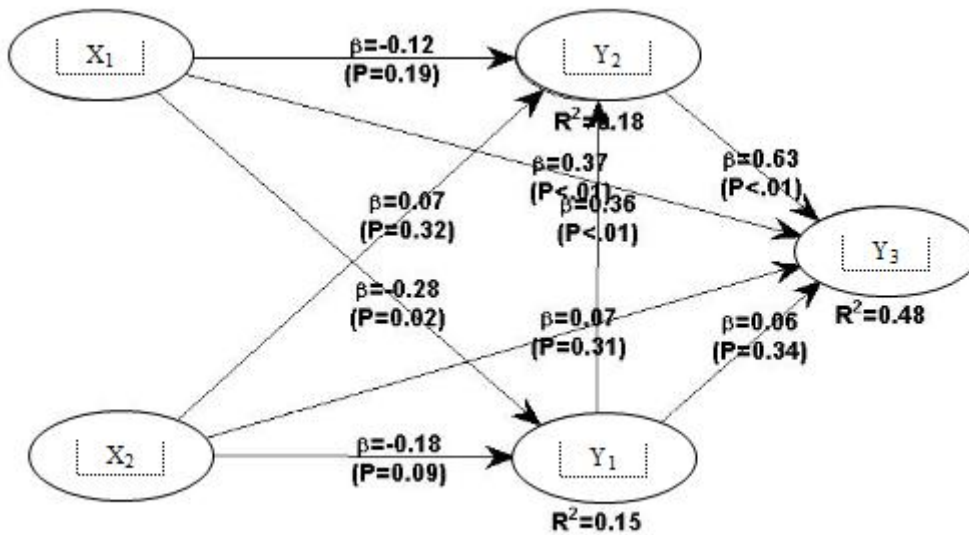 X₁
β=-0.12
(P=0.19)
Y₂
R²=0.18
β=0.37
(P<.01)
β=0.63
(P<.01)
β=0.07
(P=0.32)
β=0.36
(P<.01)
Y₃
R²=0.48
β=-0.28
(P=0.02)
β=0.07
(P=0.31)
β=0.06
(P=0.34)
X₂
β=-0.18
(P=0.09)
Y₁
R²=0.15